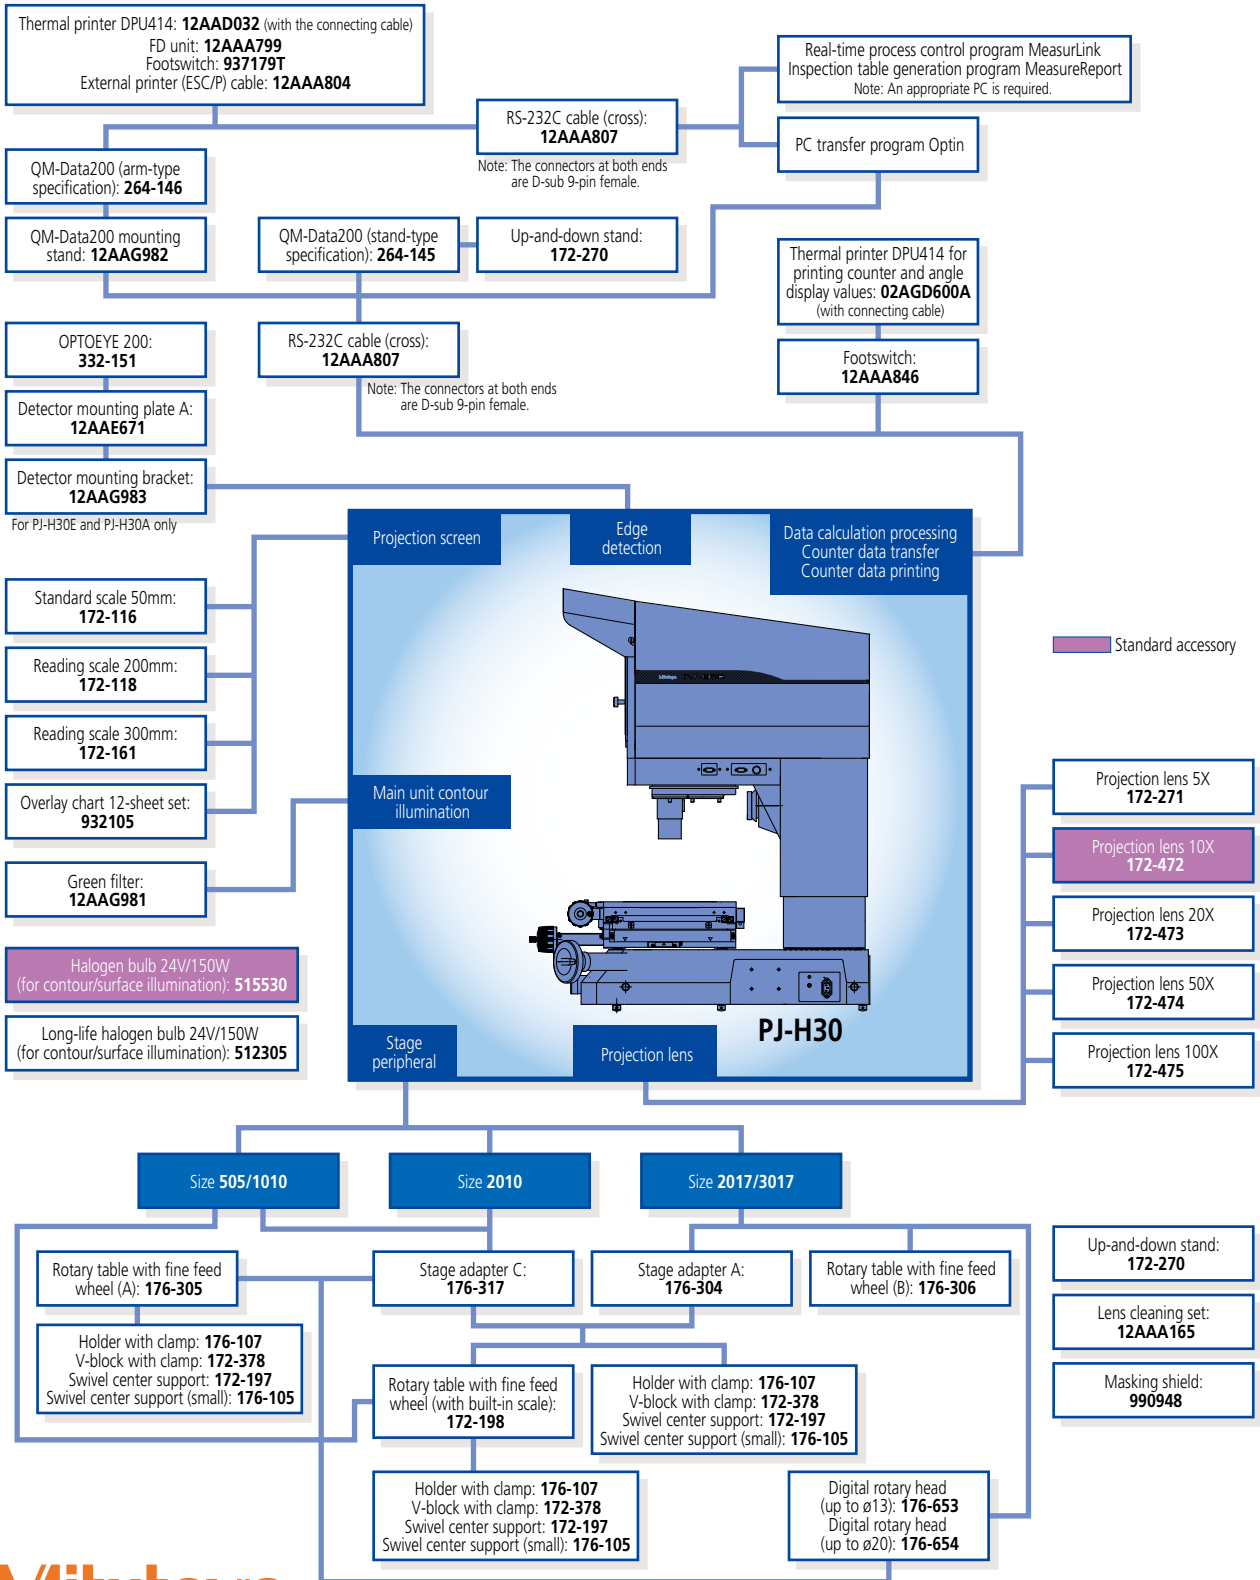 Thermal printer DPU414: 12AAD032 (with the connecting cable)
FD unit: 12AAA799
Footswitch: 937179T
External printer (ESC/P) cable: 12AAA804
Real-time process control program MeasurLink
Inspection table generation program MeasureReport
Note: An appropriate PC is required.
RS-232C cable (cross):
12AAA807
Note: The connectors at both ends
are D-sub 9-pin female.
PC transfer program Optin
QM-Data200 (arm-type
specification): 264-146
QM-Data200 mounting
stand: 12AAG982
QM-Data200 (stand-type
specification): 264-145
Up-and-down stand:
172-270
Thermal printer DPU414 for
printing counter and angle
display values: 02AGD600A
(with connecting cable)
OPTOEYE 200:
332-151
RS-232C cable (cross):
12AAA807
Note: The connectors at both ends
are D-sub 9-pin female.
Footswitch:
12AAA846
Detector mounting plate A:
12AAE671
Detector mounting bracket:
12AAG983
For PJ-H30E and PJ-H30A only
Projection screen
Edge
detection
Data calculation processing
Counter data transfer
Counter data printing
Standard scale 50mm:
172-116
Reading scale 200mm:
172-118
Reading scale 300mm:
172-161
Overlay chart 12-sheet set:
932105
Green filter:
12AAG981
Main unit contour
illumination
Mitutoyo
Standard accessory
Projection lens 5X
172-271
Projection lens 10X
172-472
Projection lens 20X
172-473
Projection lens 50X
172-474
Projection lens 100X
172-475
Halogen bulb 24V/150W
(for contour/surface illumination): 515530
Long-life halogen bulb 24V/150W
(for contour/surface illumination): 512305
PJ-H30
Stage
peripheral
Projection lens
Size 505/1010
Size 2010
Size 2017/3017
Rotary table with fine feed
wheel (A): 176-305
Stage adapter C:
176-317
Stage adapter A:
176-304
Rotary table with fine feed
wheel (B): 176-306
Up-and-down stand:
172-270
Lens cleaning set:
12AAA165
Masking shield:
990948
Holder with clamp: 176-107
V-block with clamp: 172-378
Swivel center support: 172-197
Swivel center support (small): 176-105
Rotary table with fine feed
wheel (with built-in scale):
172-198
Holder with clamp: 176-107
V-block with clamp: 172-378
Swivel center support: 172-197
Swivel center support (small): 176-105
Holder with clamp: 176-107
V-block with clamp: 172-378
Swivel center support: 172-197
Swivel center support (small): 176-105
Digital rotary head
(up to ø13): 176-653
Digital rotary head
(up to ø20): 176-654
Mitutoyo